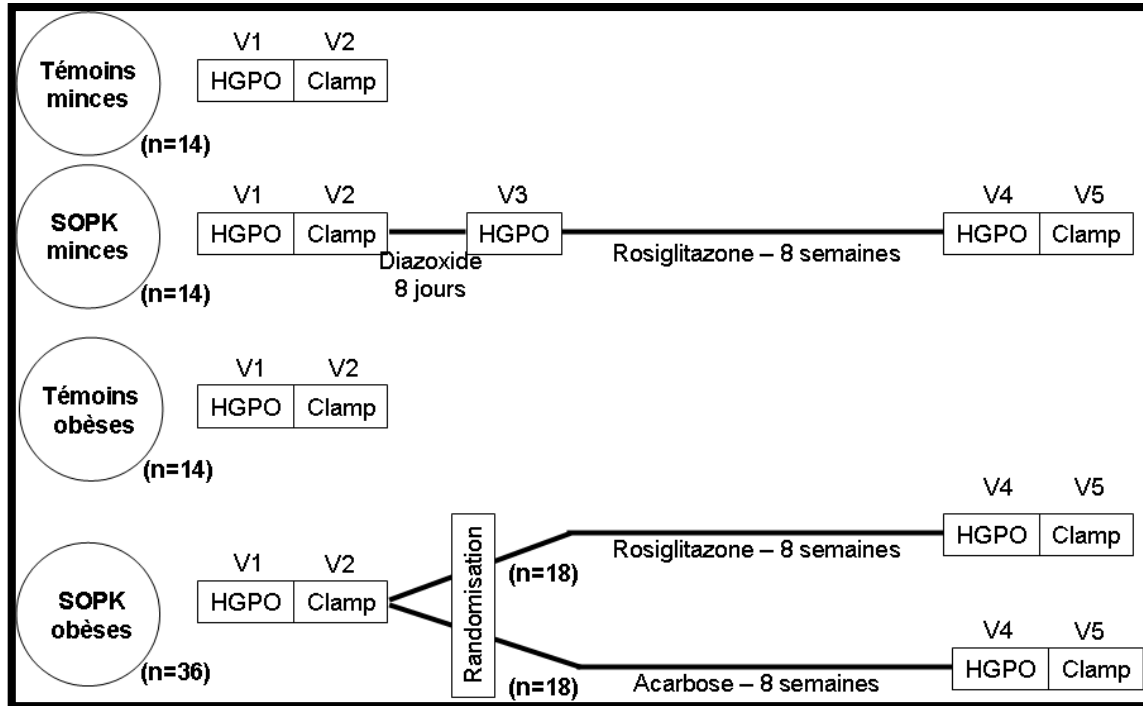 V1 V2
Témoins
minces
HGPO Clamp
(n=14)
V1 V2 V3 V4 V5
SOPK
minces
HGPO Clamp HGPO HGPO Clamp
Diazoxide
8 jours
Rosiglitazone – 8 semaines
(n=14)
V1 V2
Témoins
obèses
HGPO Clamp
(n=14)
V4 V5
HGPO Clamp
Rosiglitazone – 8 semaines
(n=18)
V1 V2
SOPK
obèses
HGPO Clamp
Randomisation
(n=36)
V4 V5
HGPO Clamp
Acarbose – 8 semaines
(n=18)